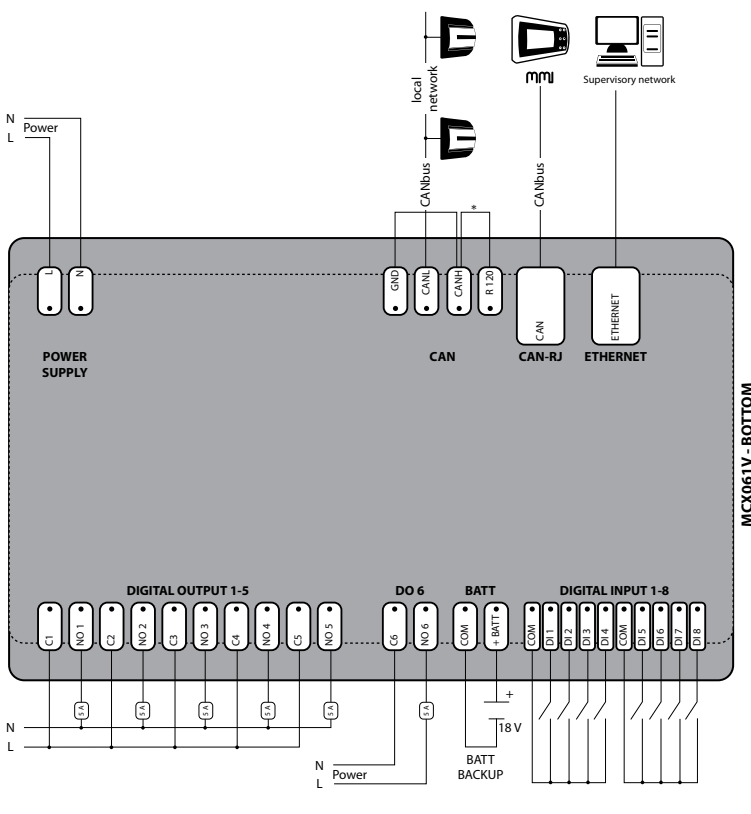 local
network
mmi
Supervisory network
N
Power
L
CANbus
CANbus
*
L
N
GND
CANL
CANH
R 120
CAN
ETHERNET
POWER
SUPPLY
CAN
CAN-RJ
ETHERNET
MCX061V - BOTTOM
DIGITAL OUTPUT 1-5
DO 6
BATT
DIGITAL INPUT 1-8
C1
NO 1
C2
NO 2
C3
NO 3
C4
NO 4
C5
NO 5
C6
NO 6
COM
+ BATT
COM
DI 1
DI 2
DI 3
DI 4
COM
DI 5
DI 6
DI 7
DI 8
5 A
5 A
5 A
5 A
5 A
5 A
+
18 V
N
L
BATT
BACKUP
N
Power
L